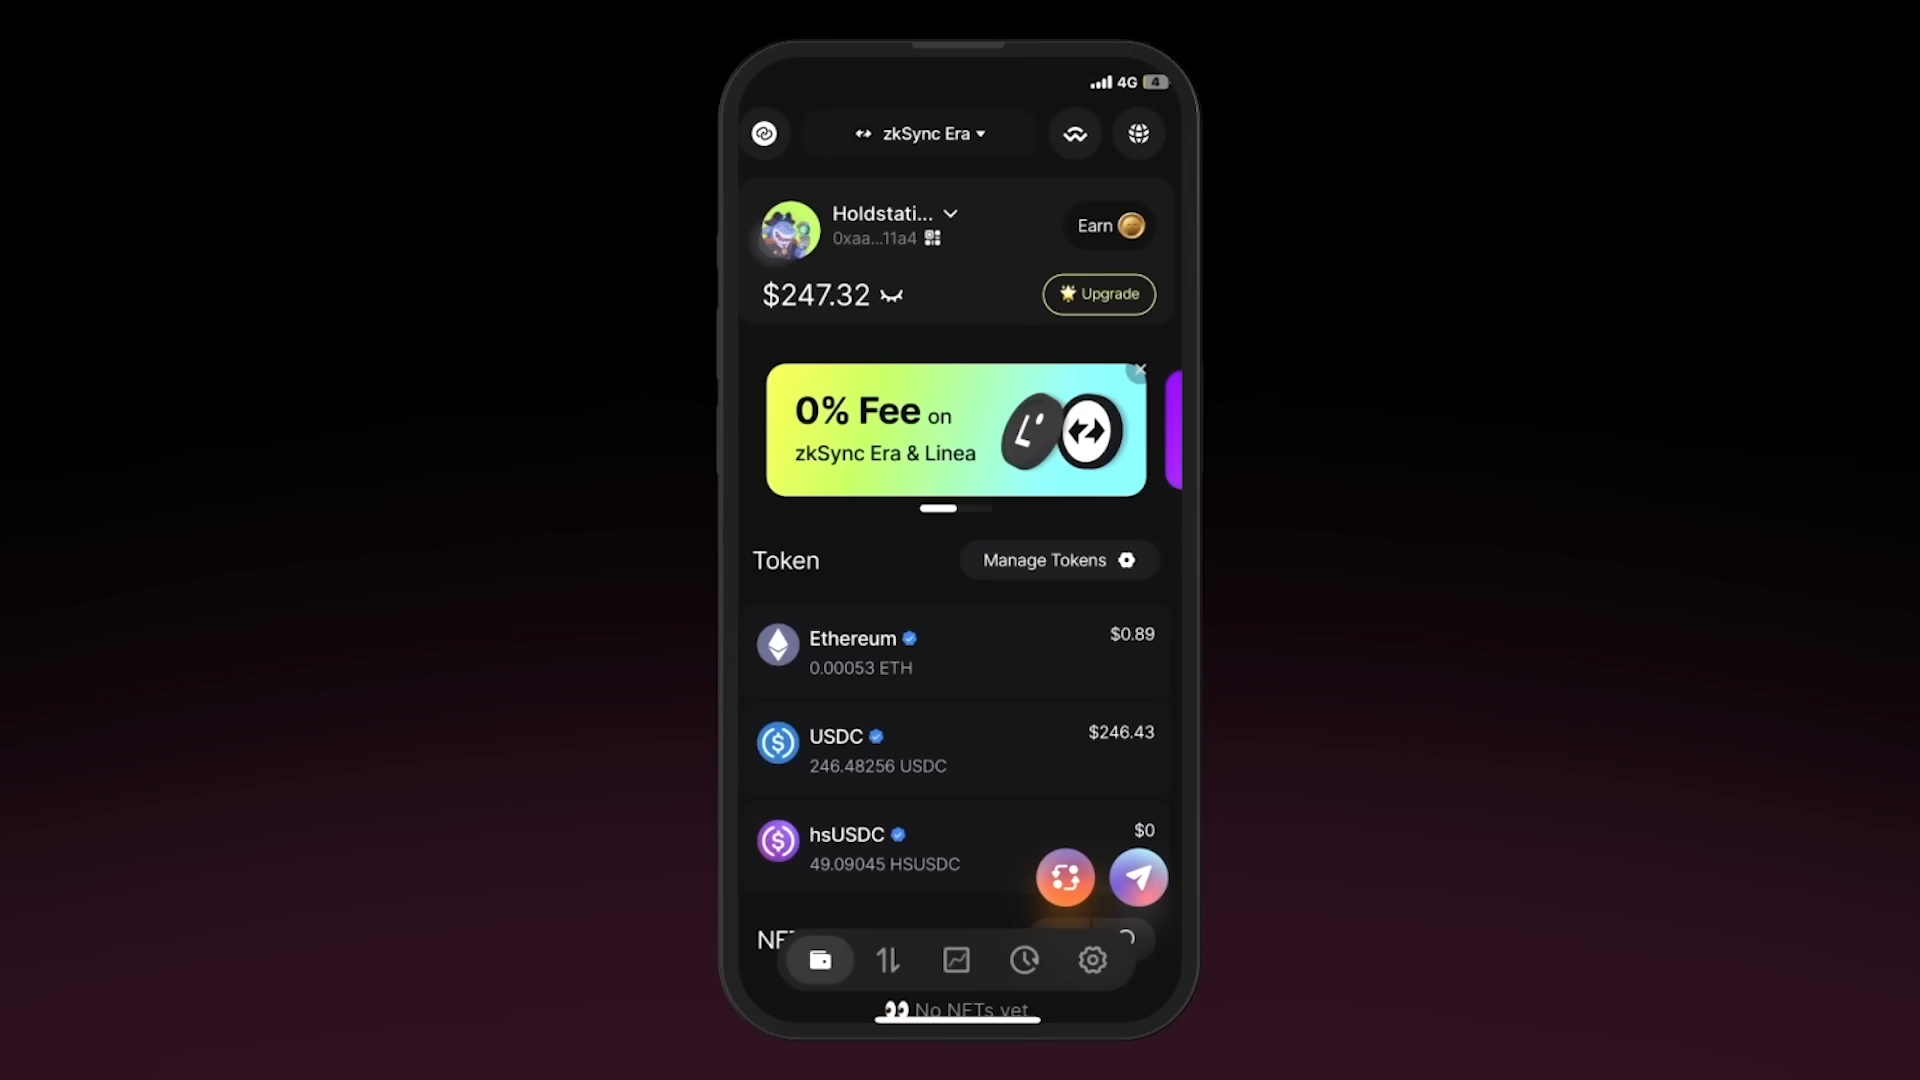 4G 4
zkSync Era
Holdstati...
0xaa...11a4
Earn
$247.32
Upgrade
0% Fee on
zkSync Era & Linea
Token
Manage Tokens
Ethereum
$0.89
0.00053 ETH
USDC
$246.43
246.48256 USDC
hsUSDC
$0
49.09045 HSUSDC
No NFTs yet